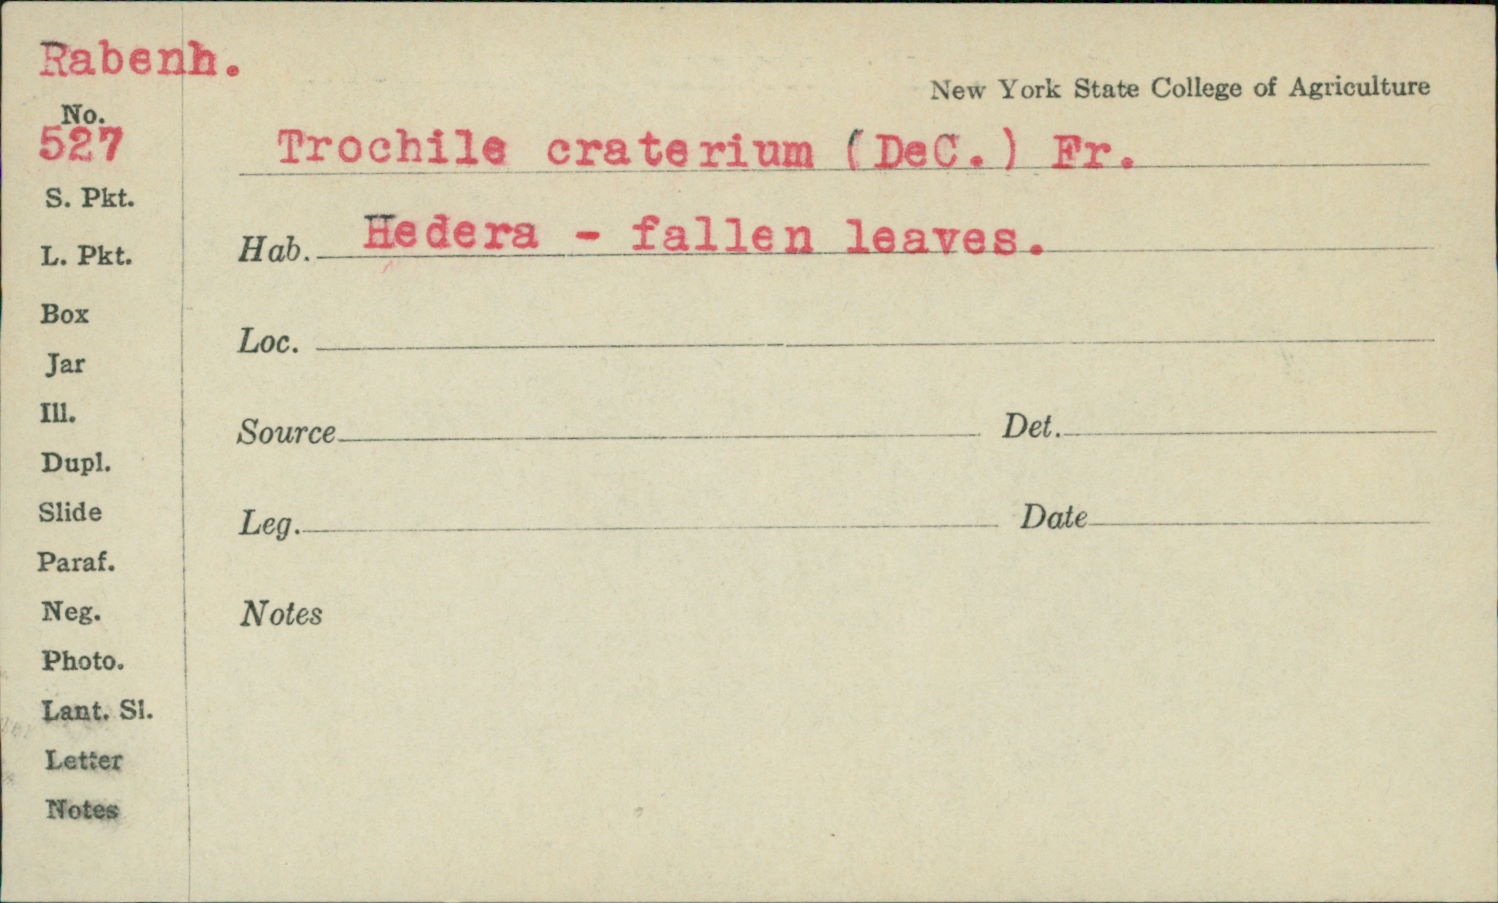 Rabenh.
New York State College of Agriculture
No.
527
Trochile craterium (DeC.) Fr.
S. Pkt.
Hab. Hedera - fallen leaves.
L. Pkt.
Box
Loc.
Jar
Ill.
Source Det.
Dupl.
Slide
Leg. Date
Paraf.
Neg.
Notes
Photo.
Lant. Sl.
Letter
Notes